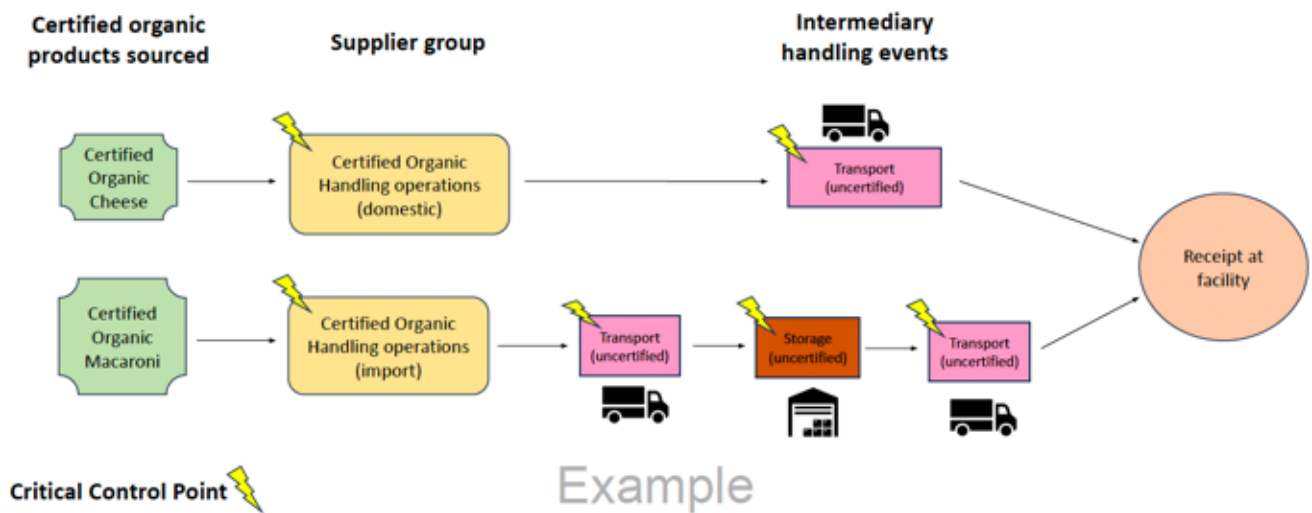 Certified organic
products sourced
Supplier group
Intermediary
handling events
Certified
Organic
Cheese
Certified Organic
Handling operations
(domestic)
Transport
(uncertified)
Receipt at
facility
Certified
Organic
Macaroni
Certified Organic
Handling operations
(import)
Transport
(uncertified)
Storage
(uncertified)
Transport
(uncertified)
Critical Control Point
Example